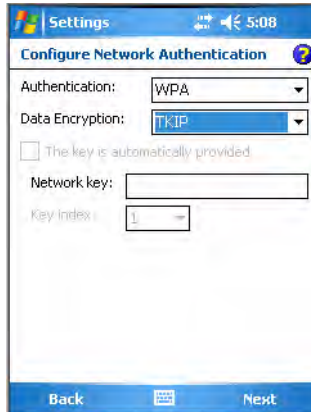 Settings 5:08
Configure Network Authentication
Authentication: WPA
Data Encryption: TKIP
The key is automatically provided
Network key:
Key Index: 1
Back Next